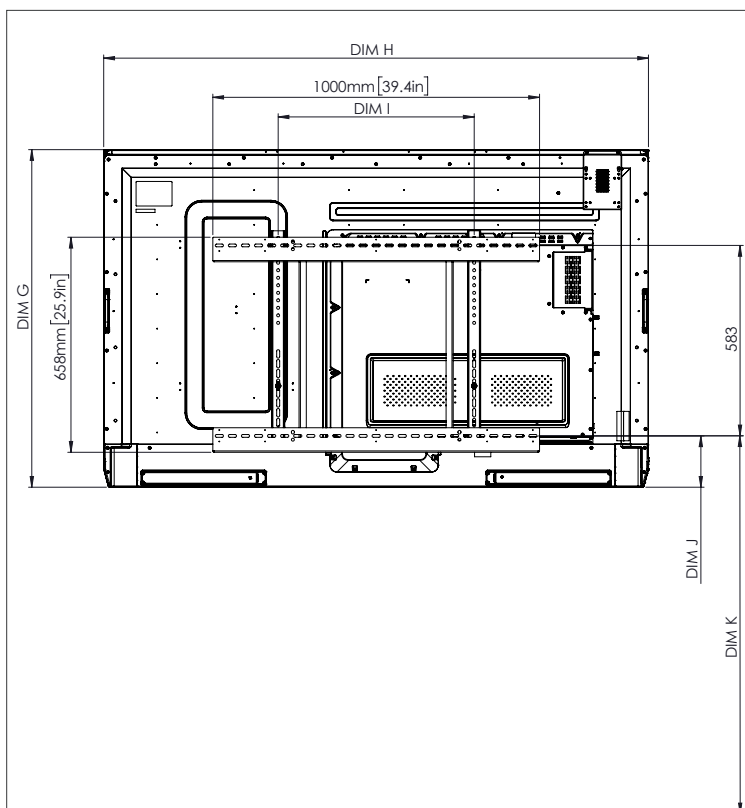 DIM H
1000mm [39.4in]
DIM I
DIM G
658mm [25.9in]
583
DIM J
DIM K